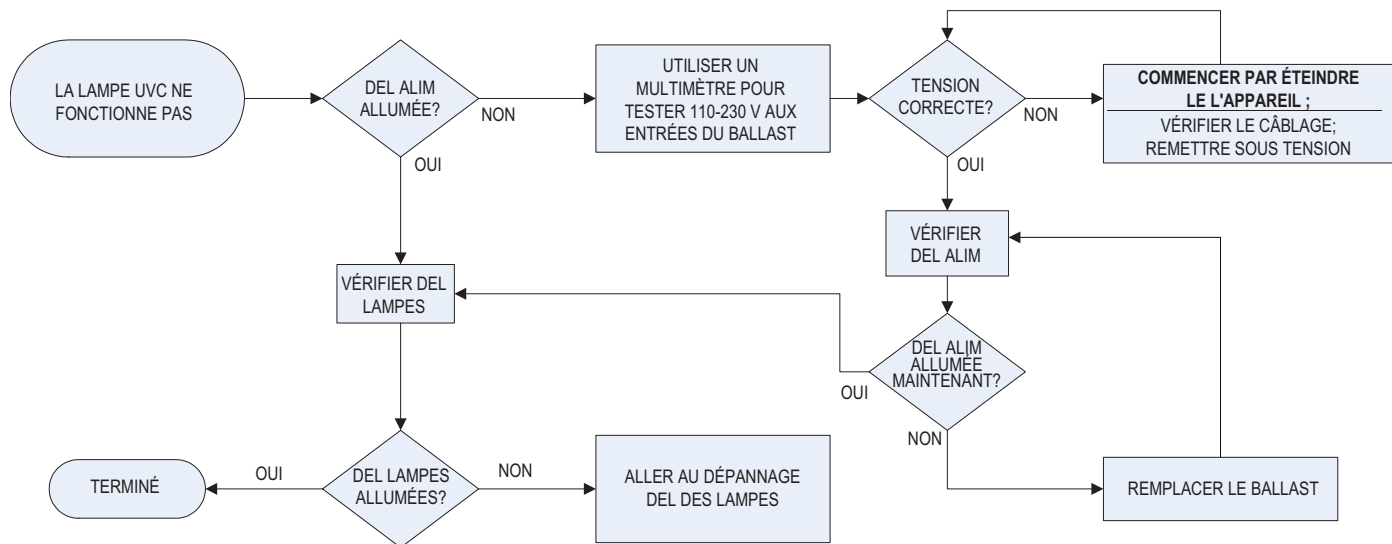 LA LAMPE UVC NE
FONCTIONNE PAS
DEL ALIM
ALLUMÉE?
NON
OUI
UTILISER UN
MULTIMÈTRE POUR
TESTER 110-230 V AUX
ENTRÉES DU BALLAST
TENSION
CORRECTE?
NON
OUI
COMMENCER PAR ÉTEINDRE
LE L'APPAREIL ;
VÉRIFIER LE CÂBLAGE;
REMETTRE SOUS TENSION
VÉRIFIER
DEL ALIM
VÉRIFIER DEL
LAMPES
DEL ALIM
ALLUMÉE
MAINTENANT?
OUI
NON
REMPLACER LE BALLAST
DEL LAMPES
ALLUMÉES?
OUI
NON
TERMINÉ
ALLER AU DÉPANNAGE
DEL DES LAMPES